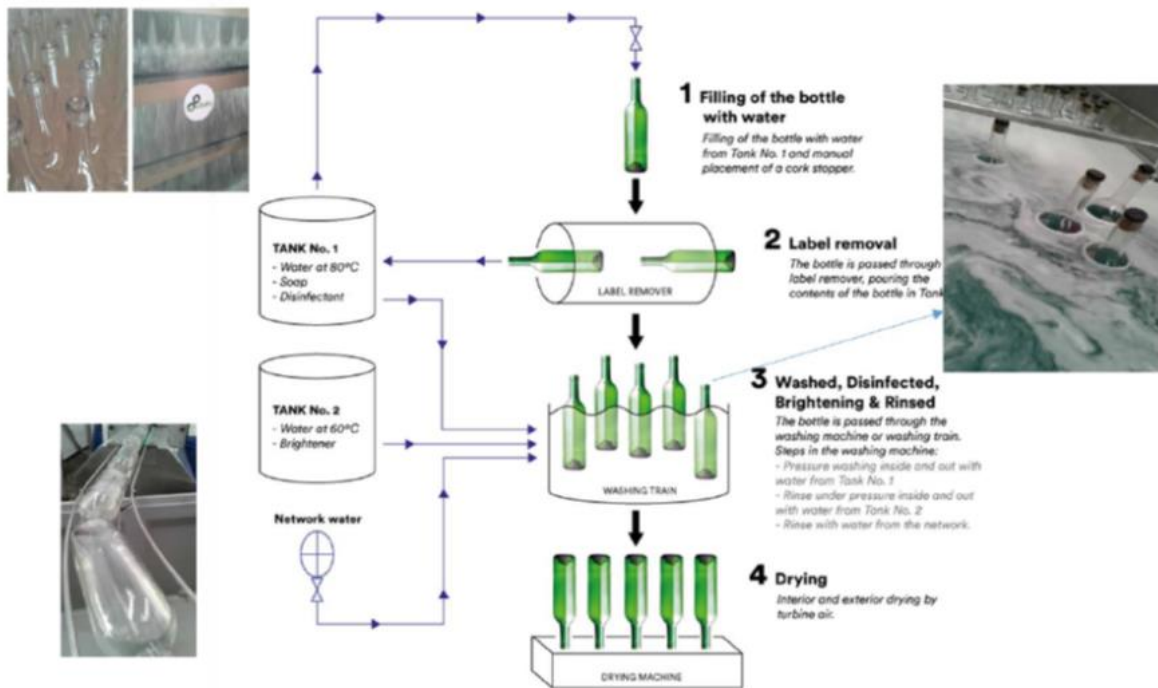 1 Filling of the bottle
with water
Filling of the bottle with water
from Tank No. 1 and manual
placement of a cork stopper.
TANK No. 1
- Water at 80°C
- Soap
- Disinfectant
LABEL REMOVER
2 Label removal
The bottle is passed through
label remover, pouring the
contents of the bottle in Tank
TANK No. 2
- Water at 60°C
- Brightener
WASHING TRAIN
3 Washed, Disinfected,
Brightening & Rinsed
The bottle is passed through the
washing machine or washing train.
Steps in the washing machine:
- Pressure washing inside and out with
water from Tank No. 1
- Rinse under pressure inside and out
with water from Tank No. 2
- Rinse with water from the network.
Network water
4 Drying
Interior and exterior drying by
turbine air.
DRYING MACHINE